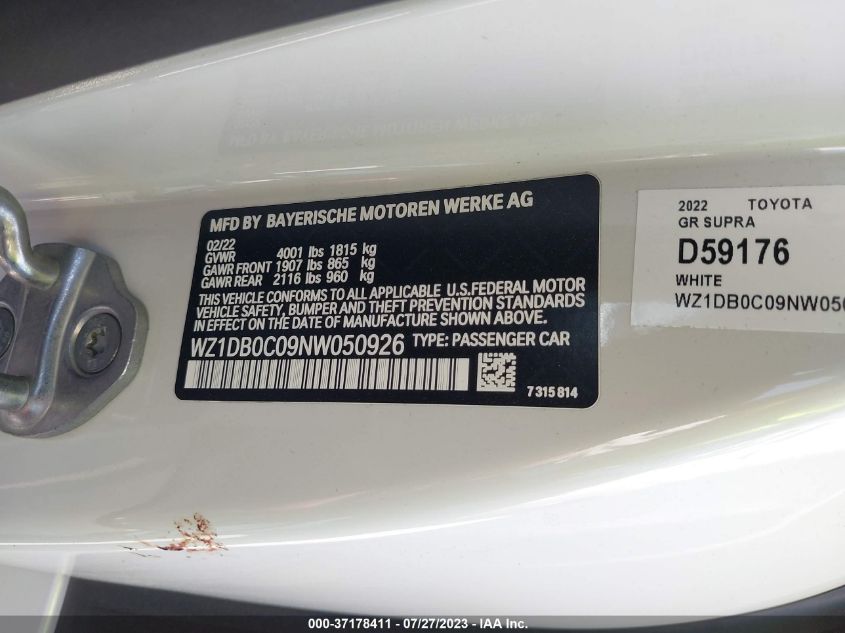 MFD BY BAYERISCHE MOTOREN WERKE AG
02/22
GVWR 4001 lbs 1815 kg
GAWR FRONT 1907 lbs 865 kg
GAWR REAR 2116 lbs 960 kg
THIS VEHICLE CONFORMS TO ALL APPLICABLE U.S.FEDERAL MOTOR
VEHICLE SAFETY, BUMPER AND THEFT PREVENTION STANDARDS
IN EFFECT ON THE DATE OF MANUFACTURE SHOWN ABOVE.
WZ1DB0C09NW050926 TYPE: PASSENGER CAR
7315814
2022 TOYOTA
GR SUPRA
D59176
WHITE
WZ1DB0C09NW050
000-37178411 / 07/27/2023 - IAA Inc.